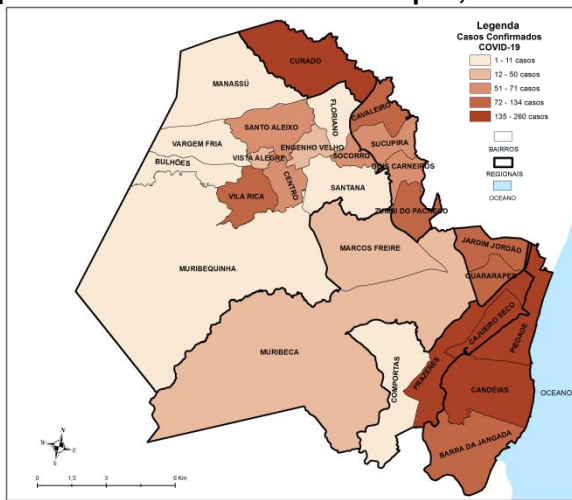 Legenda
Casos Confirmados
COVID-19
1 - 11 casos
12 - 50 casos
51 - 71 casos
72 - 134 casos
135 - 260 casos
BAIRROS
REGIONAIS
OCEANO
CURADO
MANASSÚ
FLORIANO
CAVALEIRO
SANTO ALEIXO
VARGEM FRIA
ENGENHO VELHO
SUCUPIRA
BULHÕES
VISTA ALEGRE
SOCORRO
DOIS CARNEIROS
VILA RICA
CENTRO
SANTANA
ZUMBI DO PACHECO
MARCOS FREIRE
JARDIM JORDÃO
GUARARAPES
MURIBEQUINHA
CAJUEIRO SECO
PIEDADE
MURIBECA
COMPORTAS
PRAZERES
CANDEIAS
OCEANO
BARRA DA JANGADA
N
W E
S
0 1,5 3 6 Km